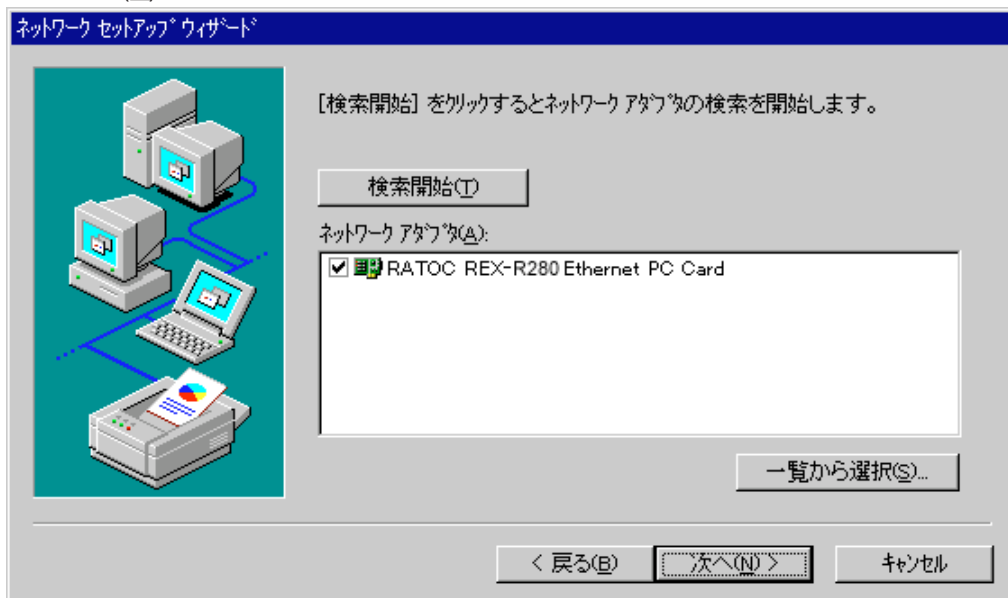 ネットワーク セットアップ ウィザード
[検索開始] をクリックするとネットワーク アダプタの検索を開始します。
検索開始(T)
ネットワーク アダプタ(A):
RATOC REX-R280 Ethernet PC Card
一覧から選択(S)...
< 戻る(B)
次へ(N) >
キャンセル